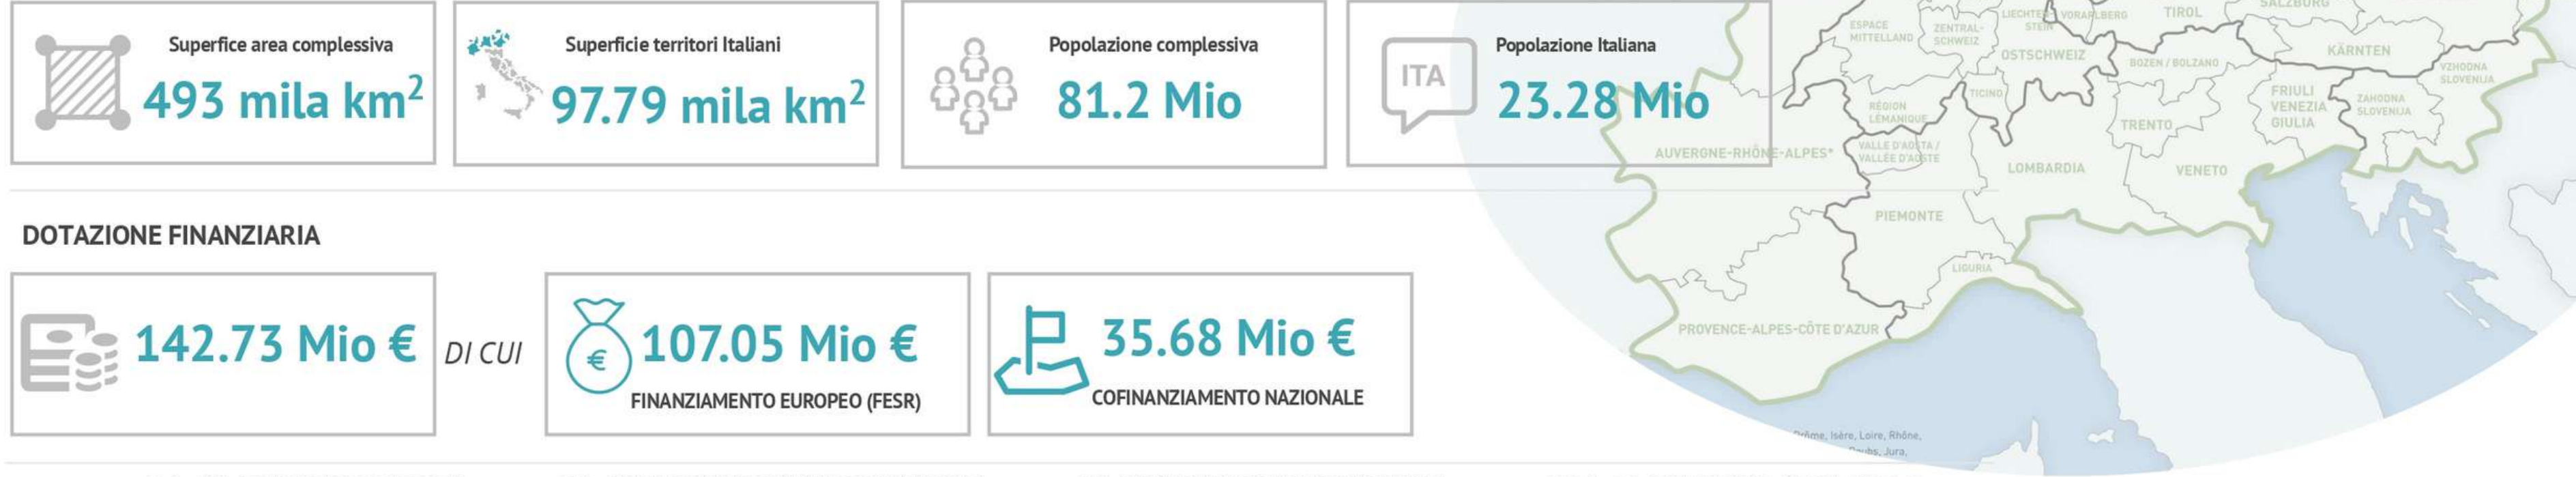 Superfice area complessiva
493 mila km²
Superficie territori Italiani
97.79 mila km²
Popolazione complessiva
81.2 Mio
ITA
Popolazione Italiana
23.28 Mio
DOTAZIONE FINANZIARIA
142.73 Mio €
DI CUI
€
107.05 Mio €
FINANZIAMENTO EUROPEO (FESR)
35.68 Mio €
COFINANZIAMENTO NAZIONALE
ESPACE
MITTELLAND
ZENTRAL-
SCHWEIZ
LIECHTEN-
STEIN
VORARLBERG
TIROL
SALZBURG
OSTSCHWEIZ
BOZEN / BOLZANO
KÄRNTEN
VZHODNA
SLOVENIJA
RÉGION
LÉMANIQUE
TICINO
TRENTO
FRIULI
VENEZIA
GIULIA
ZAHODNA
SLOVENIJA
AUVERGNE-RHÔNE-ALPES*
VALLE D'AOSTA /
VALLÉE D'AOSTE
LOMBARDIA
VENETO
PIEMONTE
LIGURIA
PROVENCE-ALPES-CÔTE D'AZUR
Isère, Loire, Rhône,
Jura,